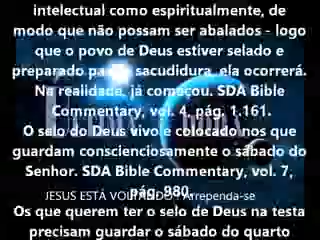 intelectual como espiritualmente, de
modo que não possam ser abalados - logo
que o povo de Deus estiver selado e
preparado para a sacudidura, ela ocorrerá.
Na realidade, já começou. SDA Bible
Commentary, vol. 4, pág. 1.161.
O selo do Deus vivo é colocado nos que
guardam conscienciosamente o sábado do
Senhor. SDA Bible Commentary, vol. 7,
pág. 980.
JESUS ESTÁ VOLTANDO! Arrependa-se
Os que querem ter o selo de Deus na testa
precisam guardar o sábado do quarto